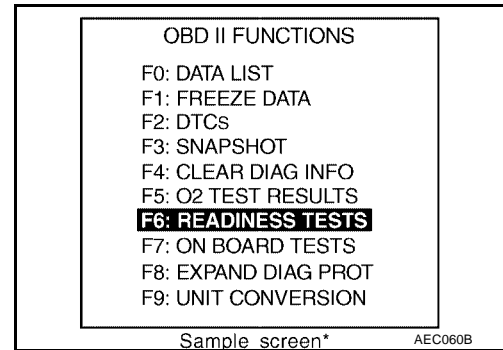 OBD II FUNCTIONS
F0: DATA LIST
F1: FREEZE DATA
F2: DTCs
F3: SNAPSHOT
F4: CLEAR DIAG INFO
F5: O2 TEST RESULTS
F6: READINESS TESTS
F7: ON BOARD TESTS
F8: EXPAND DIAG PROT
F9: UNIT CONVERSION
Sample screen*
AEC060B